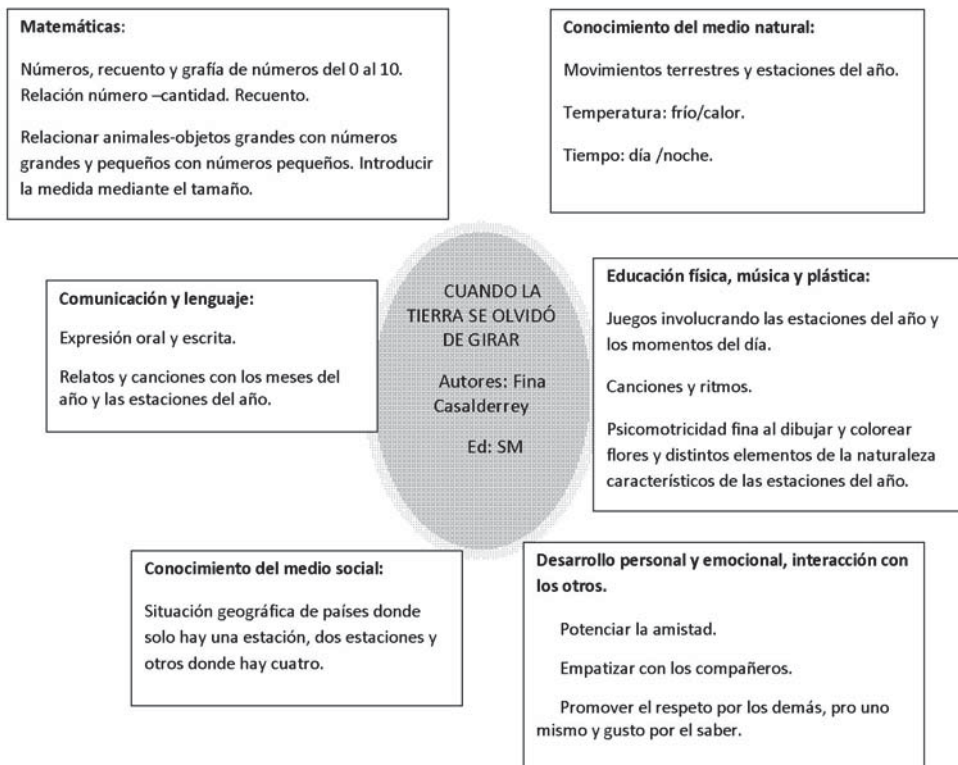 Matemáticas:
Números, recuento y grafía de números del 0 al 10.
Relación número –cantidad. Recuento.
Relacionar animales-objetos grandes con números
grandes y pequeños con números pequeños. Introducir
la medida mediante el tamaño.
Conocimiento del medio natural:
Movimientos terrestres y estaciones del año.
Temperatura: frío/calor.
Tiempo: día /noche.
Comunicación y lenguaje:
Expresión oral y escrita.
Relatos y canciones con los meses del
año y las estaciones del año.
CUANDO LA
TIERRA SE OLVIDÓ
DE GIRAR
Autores: Fina
Casalderrey
Ed: SM
Educación física, música y plástica:
Juegos involucrando las estaciones del año y
los momentos del día.
Canciones y ritmos.
Psicomotricidad fina al dibujar y colorear
flores y distintos elementos de la naturaleza
característicos de las estaciones del año.
Conocimiento del medio social:
Situación geográfica de países donde
solo hay una estación, dos estaciones y
otros donde hay cuatro.
Desarrollo personal y emocional, interacción con
los otros.
Potenciar la amistad.
Empatizar con los compañeros.
Promover el respeto por los demás, pro uno
mismo y gusto por el saber.